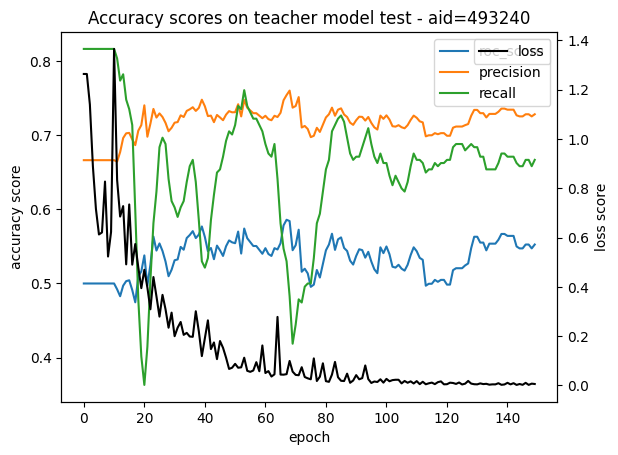 Accuracy scores on teacher model test - aid=493240
accuracy score
0.8
0.7
0.6
0.5
0.4
1.4
1.2
1.0
0.8
0.6
0.4
0.2
0.0
loss score
loss
precision
recall
0 20 40 60 80 100 120 140
epoch